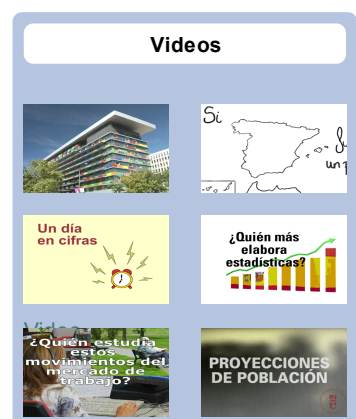 Videos
Si
un
Un día
en cifras
¿Quién más
elabora
estadísticas?
¿Quién estudia
estos
movimientos del
mercado de
trabajo?
PROYECCIONES
DE POBLACIÓN